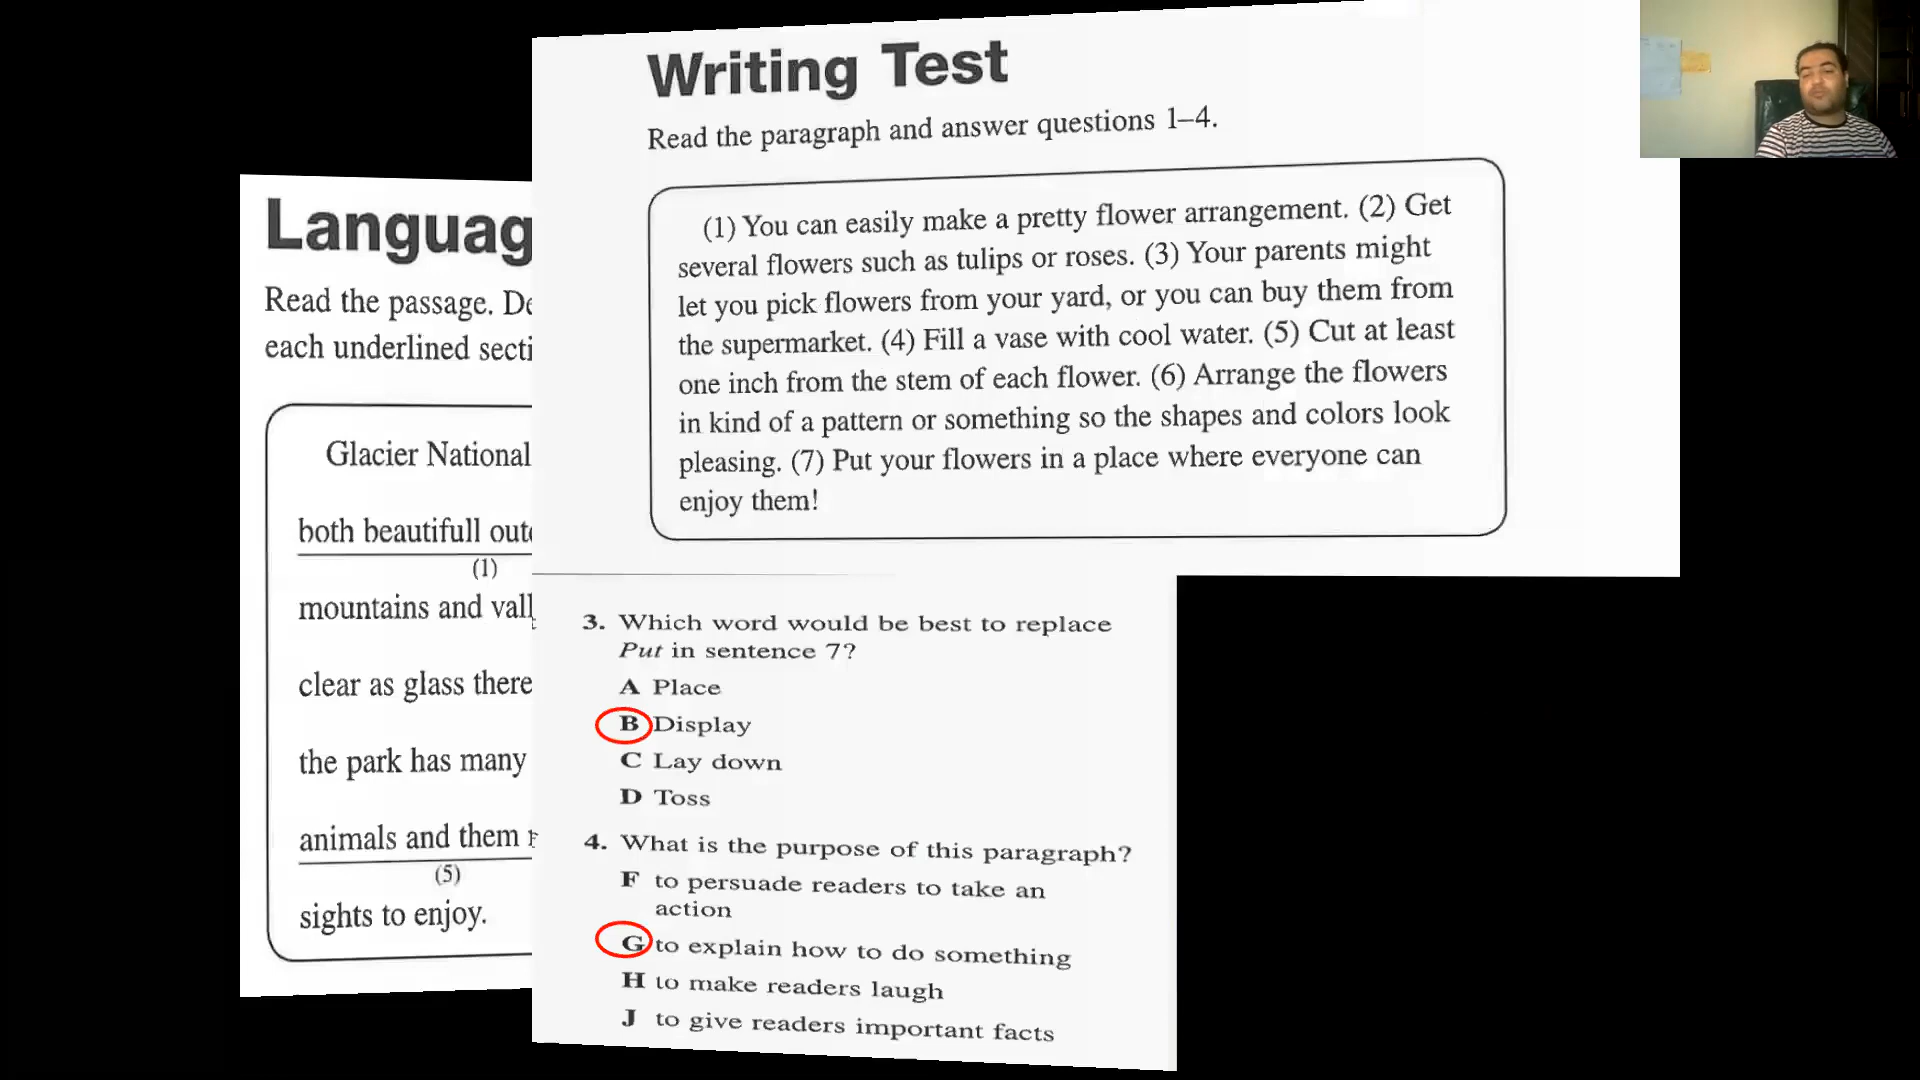 Writing Test
Read the paragraph and answer questions 1–4.
(1) You can easily make a pretty flower arrangement. (2) Get
several flowers such as tulips or roses. (3) Your parents might
let you pick flowers from your yard, or you can buy them from
the supermarket. (4) Fill a vase with cool water. (5) Cut at least
one inch from the stem of each flower. (6) Arrange the flowers
in kind of a pattern or something so the shapes and colors look
pleasing. (7) Put your flowers in a place where everyone can
enjoy them!
Languag
Read the passage. De
each underlined secti
Glacier National
both beautifull out
(1)
mountains and vall
clear as glass there
the park has many
animals and them
(5)
sights to enjoy.
3. Which word would be best to replace
Put in sentence 7?
A Place
B Display
C Lay down
D Toss
4. What is the purpose of this paragraph?
F to persuade readers to take an
action
G to explain how to do something
H to make readers laugh
J to give readers important facts